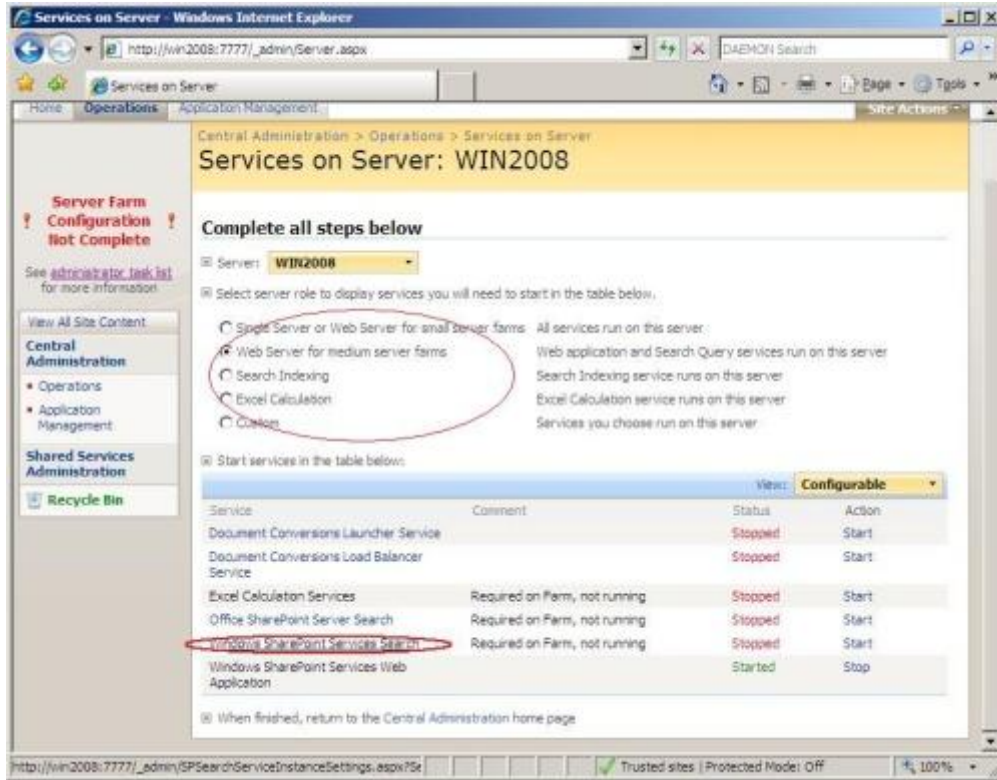 Services on Server - Windows Internet Explorer
http://win2008:7777/_admin/Server.aspx
DAEMON Search
Services on Server
Page
Tools
Home Operations Application Management
Site Actions
Central Administration > Operations > Services on Server
Services on Server: WIN2008
Server Farm
! Configuration !
Not Complete
See administrator task list
for more information
View All Site Content
Central
Administration
Operations
Application
Management
Shared Services
Administration
Recycle Bin
Complete all steps below
Server: WIN2008
Select server role to display services you will need to start in the table below.
Single Server or Web Server for small server farms All services run on this server
Web Server for medium server farms Web application and Search Query services run on this server
Search Indexing Search Indexing service runs on this server
Excel Calculation Excel Calculation service runs on this server
Custom Services you choose run on this server
Start services in the table below:
View: Configurable
Service Comment Status Action
Document Conversions Launcher Service Stopped Start
Document Conversions Load Balancer Stopped Start
Service
Excel Calculation Services Required on Farm, not running Stopped Start
Office SharePoint Server Search Required on Farm, not running Stopped Start
Windows SharePoint Services Search Required on Farm, not running Stopped Start
Windows SharePoint Services Web Started Stop
Application
When finished, return to the Central Administration home page
http://win2008:7777/_admin/SPSearchServiceInstanceSettings.aspx?Se
Trusted sites | Protected Mode: Off
100%